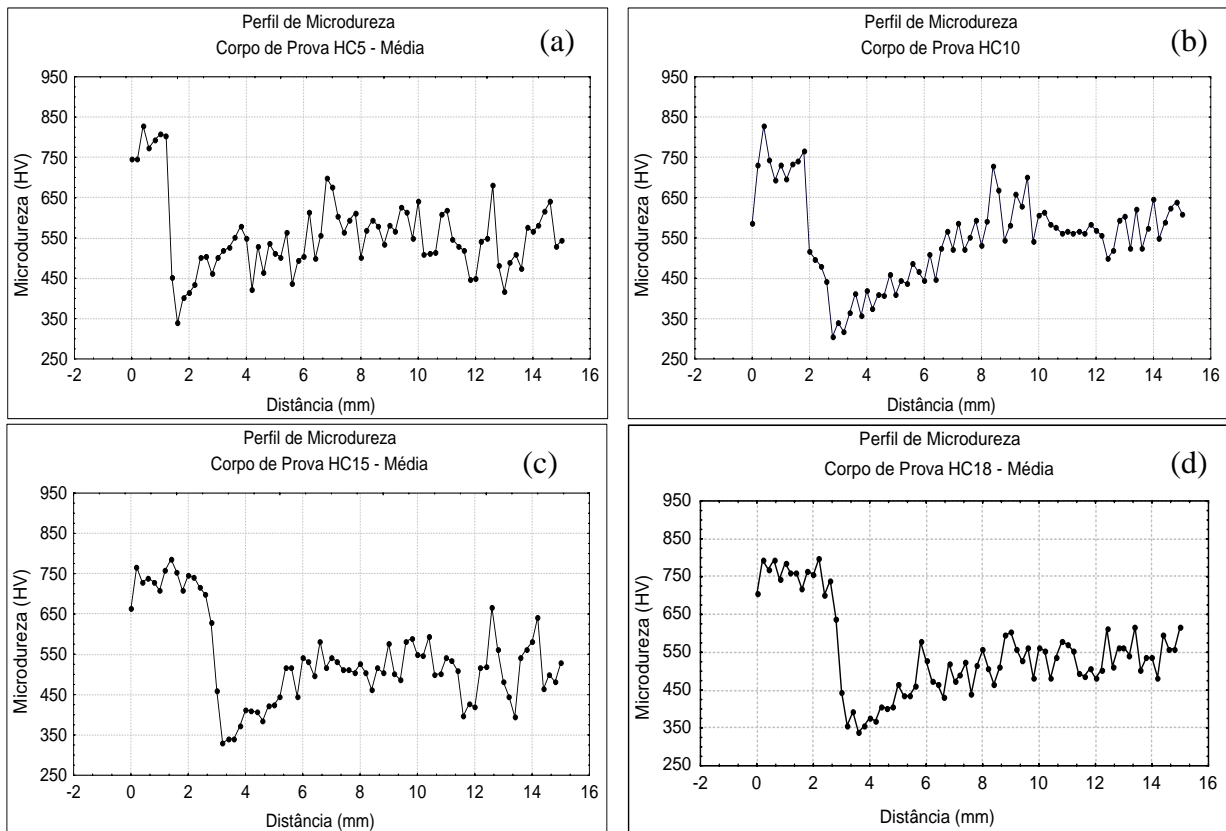 Perfil de Microdureza
Corpo de Prova HC5 - Média
(a)
Microdureza (HV)
950
850
750
650
550
450
350
250
-2 0 2 4 6 8 10 12 14 16
Distância (mm)
Perfil de Microdureza
Corpo de Prova HC10
(b)
Microdureza (HV)
950
850
750
650
550
450
350
250
-2 0 2 4 6 8 10 12 14 16
Distância (mm)
Perfil de Microdureza
Corpo de Prova HC15 - Média
(c)
Microdureza (HV)
950
850
750
650
550
450
350
250
-2 0 2 4 6 8 10 12 14 16
Distância (mm)
Perfil de Microdureza
Corpo de Prova HC18 - Média
(d)
Microdureza (HV)
950
850
750
650
550
450
350
250
-2 0 2 4 6 8 10 12 14 16
Distância (mm)